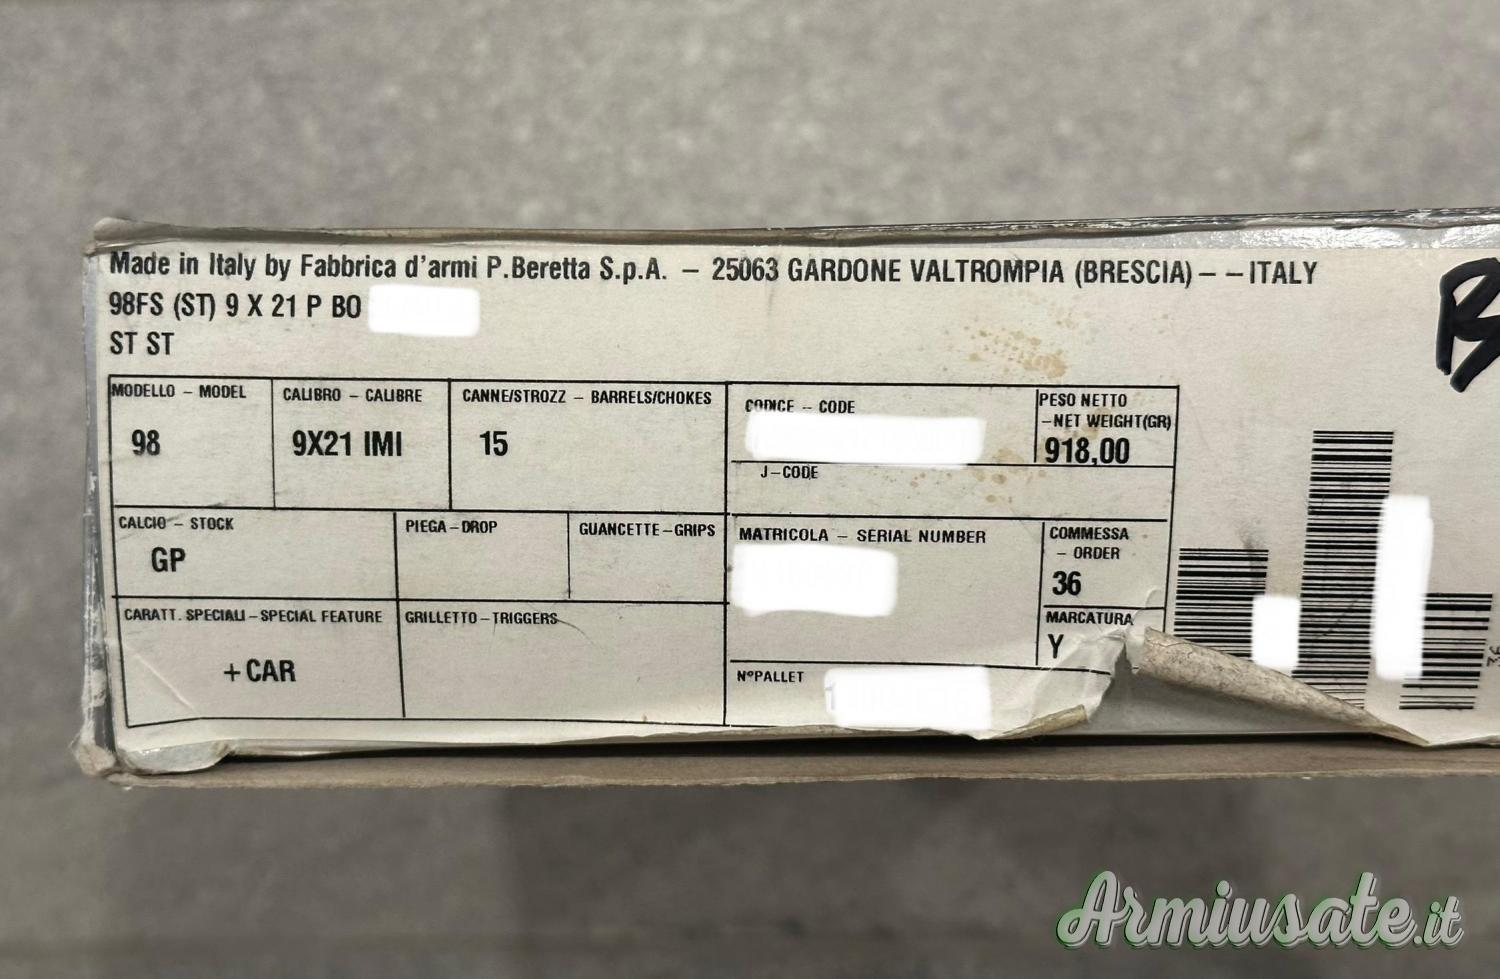 Made in Italy by Fabbrica d'armi P.Beretta S.p.A. – 25063 GARDONE VALTROMPIA (BRESCIA) – – ITALY
98FS (ST) 9 X 21 P BO
ST ST
MODELLO – MODEL
98
CALIBRO – CALIBRE
9X21 IMI
CANNE/STROZZ – BARRELS/CHOKES
15
CODICE – CODE
J–CODE
PESO NETTO
–NET WEIGHT(GR)
918,00
CALCIO – STOCK
GP
PIEGA–DROP
GUANCETTE–GRIPS
MATRICOLA – SERIAL NUMBER
COMMESSA
– ORDER
36
CARATT. SPECIALI–SPECIAL FEATURE
+CAR
GRILLETTO–TRIGGERS
MARCATURA
Y
N°PALLET
36
Armiusate.it